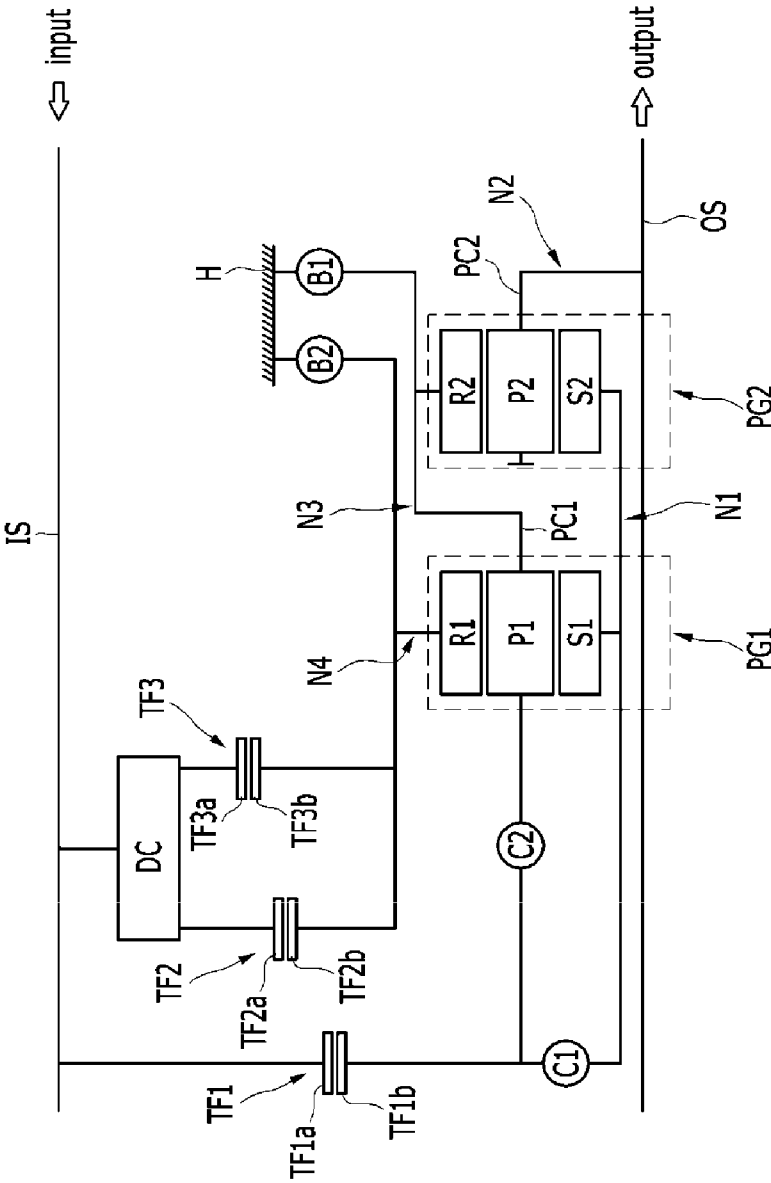 input
IS
H
B1
B2
N3
N4
TF3
TF3a
TF3b
DC
TF2
TF2a
TF2b
TF1
TF1a
TF1b
C2
C1
R1
P1
S1
PC1
R2
P2
S2
PC2
N2
OS
output
PG2
N1
PG1